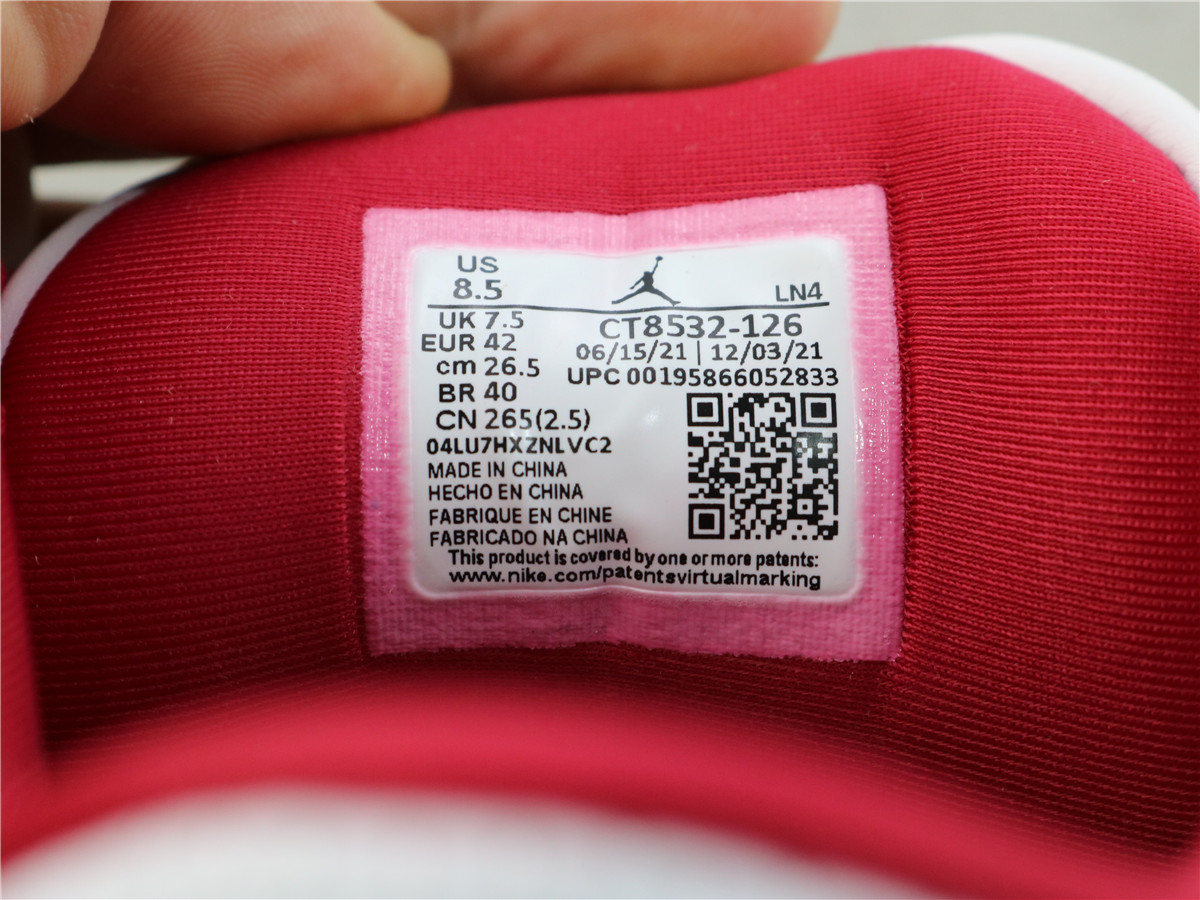 US
8.5
LN4
UK 7.5
EUR 42
cm 26.5
BR 40
CN 265(2.5)
04LU7HXZNLVC2
CT8532-126
06/15/21 | 12/03/21
UPC 00195866052833
MADE IN CHINA
HECHO EN CHINA
FABRIQUE EN CHINE
FABRICADO NA CHINA
This product is covered by one or more patents:
www.nike.com/patentsvirtualmarking